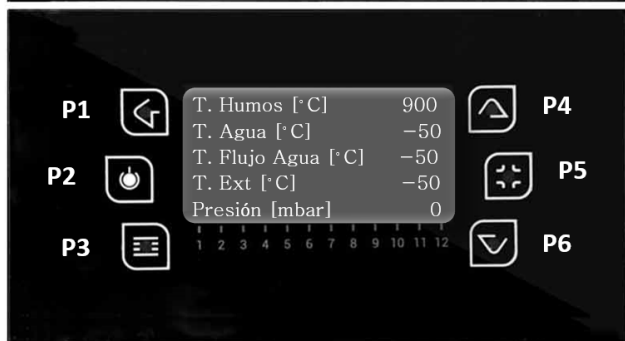 P1
P2
P3
T. Humos [°C] 900
T. Agua [°C] −50
T. Flujo Agua [°C] −50
T. Ext [°C] −50
Presión [mbar] 0
1 2 3 4 5 6 7 8 9 10 11 12
P4
P5
P6